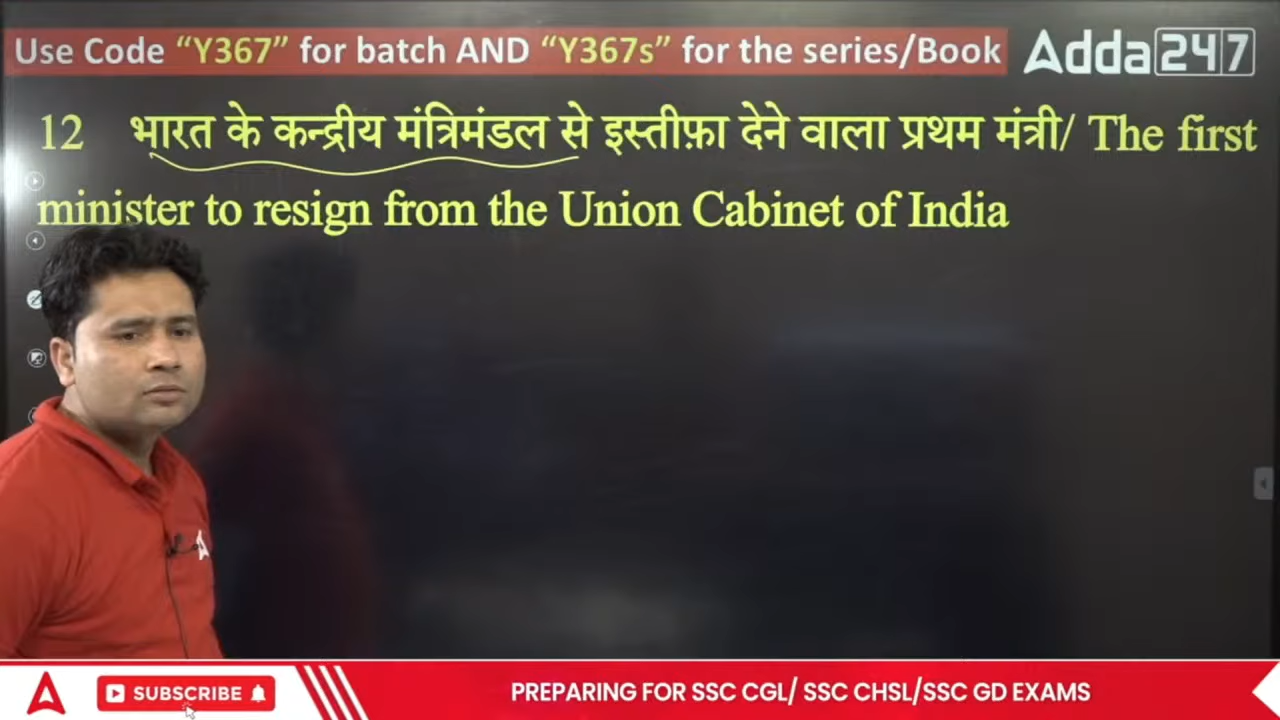 Use Code “Y367” for batch AND “Y367s” for the series/Book
Adda247
12 भारत के कन्द्रीय मंत्रिमंडल से इस्तीफ़ा देने वाला प्रथम मंत्री/ The first
minister to resign from the Union Cabinet of India
SUBSCRIBE
PREPARING FOR SSC CGL/ SSC CHSL/SSC GD EXAMS